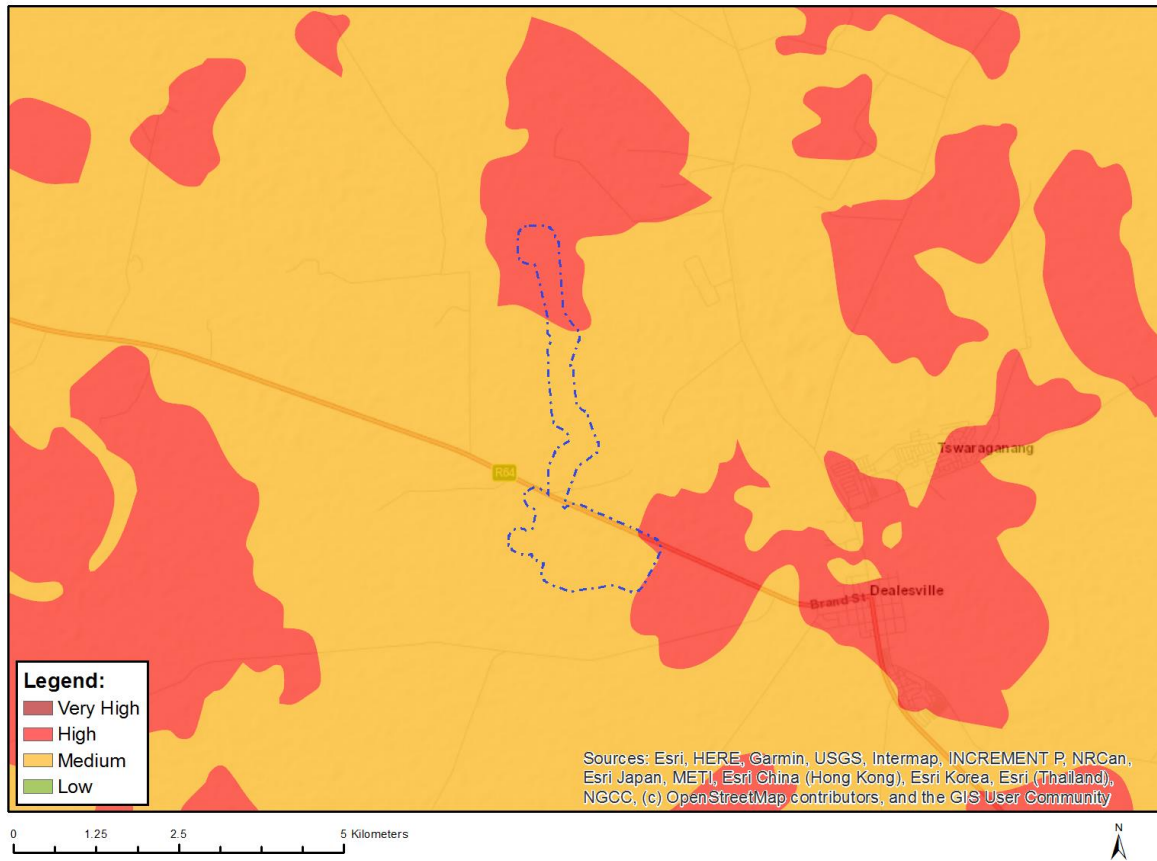 Tswaraganang
R64
Dealesville
Brand St
Legend:
Very High
High
Medium
Low
Sources: Esri, HERE, Garmin, USGS, Intermap, INCREMENT P, NRCan,
Esri Japan, METI, Esri China (Hong Kong), Esri Korea, Esri (Thailand),
NGCC, (c) OpenStreetMap contributors, and the GIS User Community
0 1.25 2.5 5 Kilometers
N